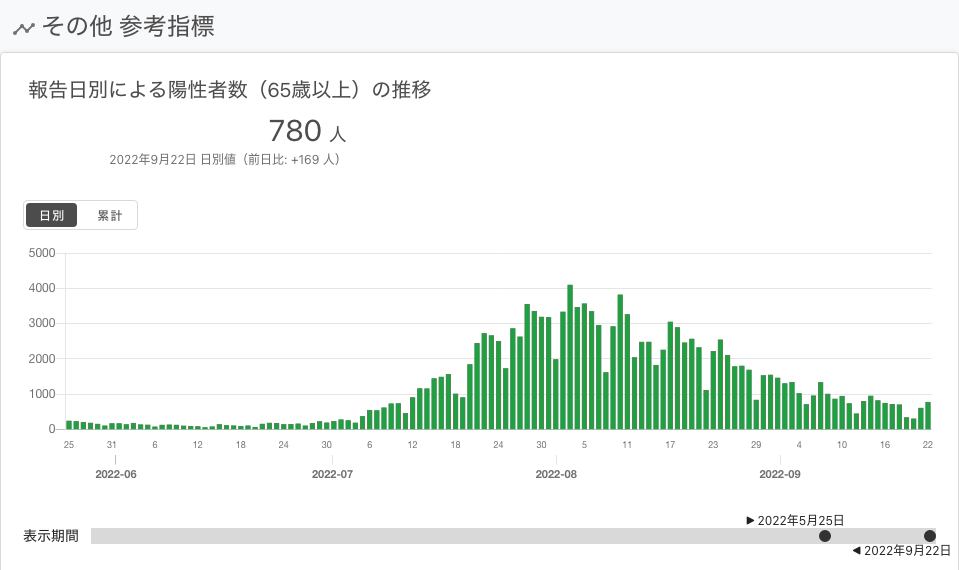 その他 参考指標
報告日別による陽性者数（65歳以上）の推移
780 人
2022年9月22日 日別値（前日比: +169 人）
日別 累計
5000
4000
3000
2000
1000
0
25 31 6 12 18 24 30 6 12 18 24 30 5 11 17 23 29 4 10 16 22
2022-06 2022-07 2022-08 2022-09
▶ 2022年5月25日
表示期間
◀ 2022年9月22日